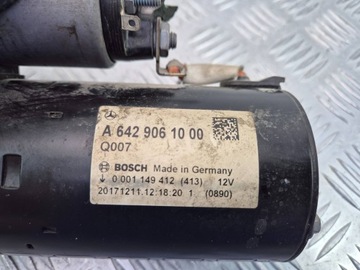 A 642 906 10 00
Q007
BOSCH Made in Germany
0 001 149 412 (413) 12V
20171211.12:18:20 1 (0890)